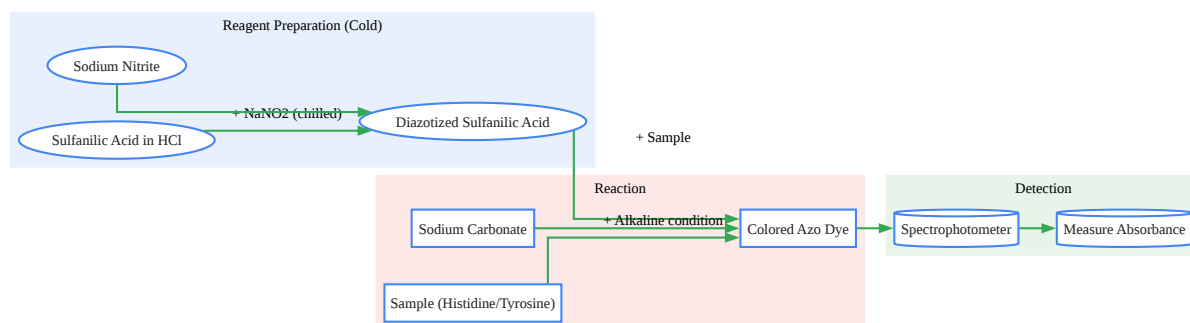 Reagent Preparation (Cold)
Sodium Nitrite
+ NaNO2 (chilled)
Sulfanilic Acid in HCl
Diazotized Sulfanilic Acid
+ Sample
Reaction
Sodium Carbonate
+ Alkaline condition
Colored Azo Dye
Sample (Histidine/Tyrosine)
Detection
Spectrophotometer
Measure Absorbance